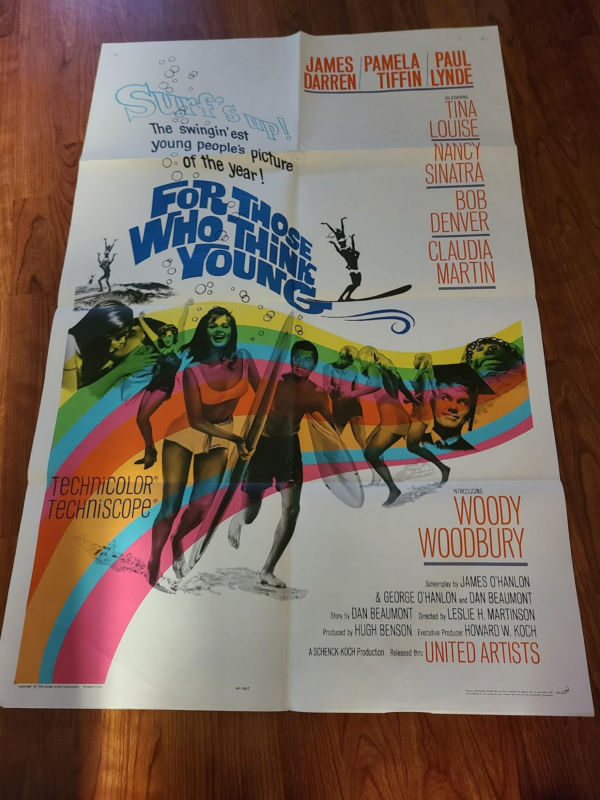 JAMES DARREN
PAMELA TIFFIN
PAUL LYNDE
CO-STARRING
TINA LOUISE
NANCY SINATRA
BOB DENVER
CLAUDIA MARTIN
Surf's up!
The swingin'est
young people's picture
of the year!
FOR THOSE
WHO THINK
YOUNG
TECHNICOLOR®
TECHNISCOPE®
INTRODUCING
WOODY
WOODBURY
Screenplay by JAMES O'HANLON
& GEORGE O'HANLON and DAN BEAUMONT
Story by DAN BEAUMONT Directed by LESLIE H. MARTINSON
Produced by HUGH BENSON Executive Producer HOWARD W. KOCH
A SCHENCK-KOCH Production Released thru UNITED ARTISTS